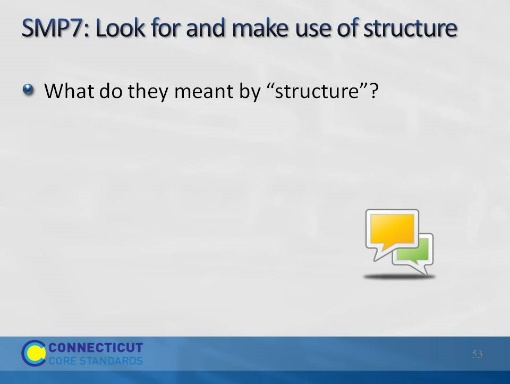 SMP7: Look for and make use of structure
What do they meant by “structure”?
CONNECTICUT
CORE STANDARDS
53